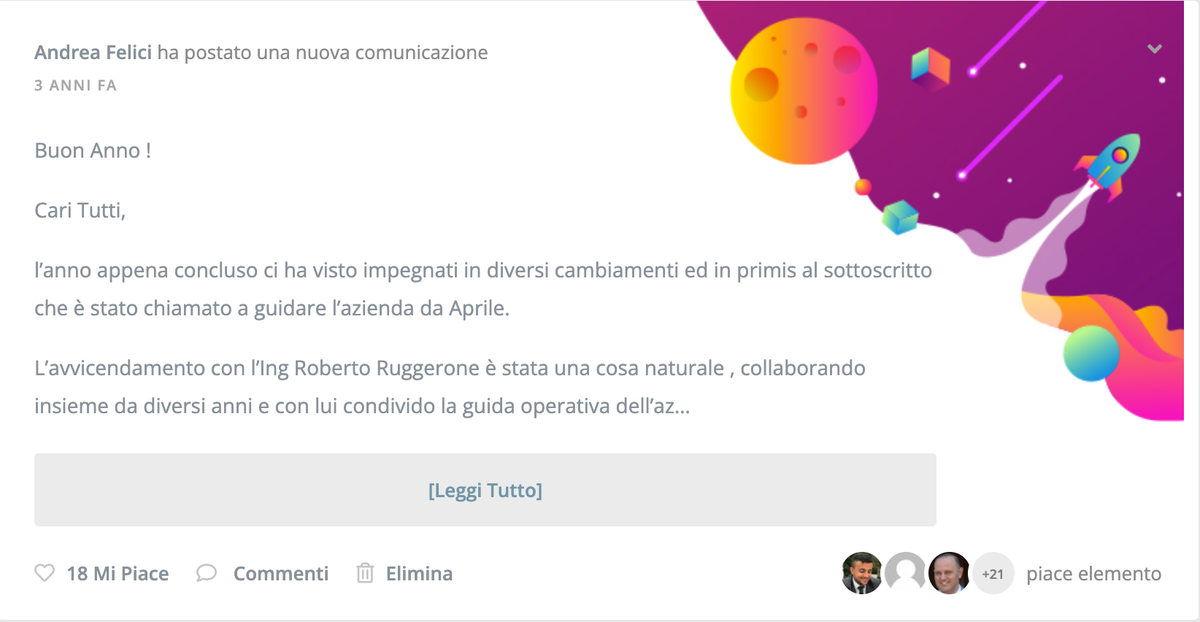 Andrea Felici ha postato una nuova comunicazione
3 ANNI FA
Buon Anno !
Cari Tutti,
l’anno appena concluso ci ha visto impegnati in diversi cambiamenti ed in primis al sottoscritto
che è stato chiamato a guidare l’azienda da Aprile.
L’avvicendamento con l’Ing Roberto Ruggerone è stata una cosa naturale , collaborando
insieme da diversi anni e con lui condivido la guida operativa dell’az...
[Leggi Tutto]
18 Mi Piace Commenti Elimina +21 piace elemento